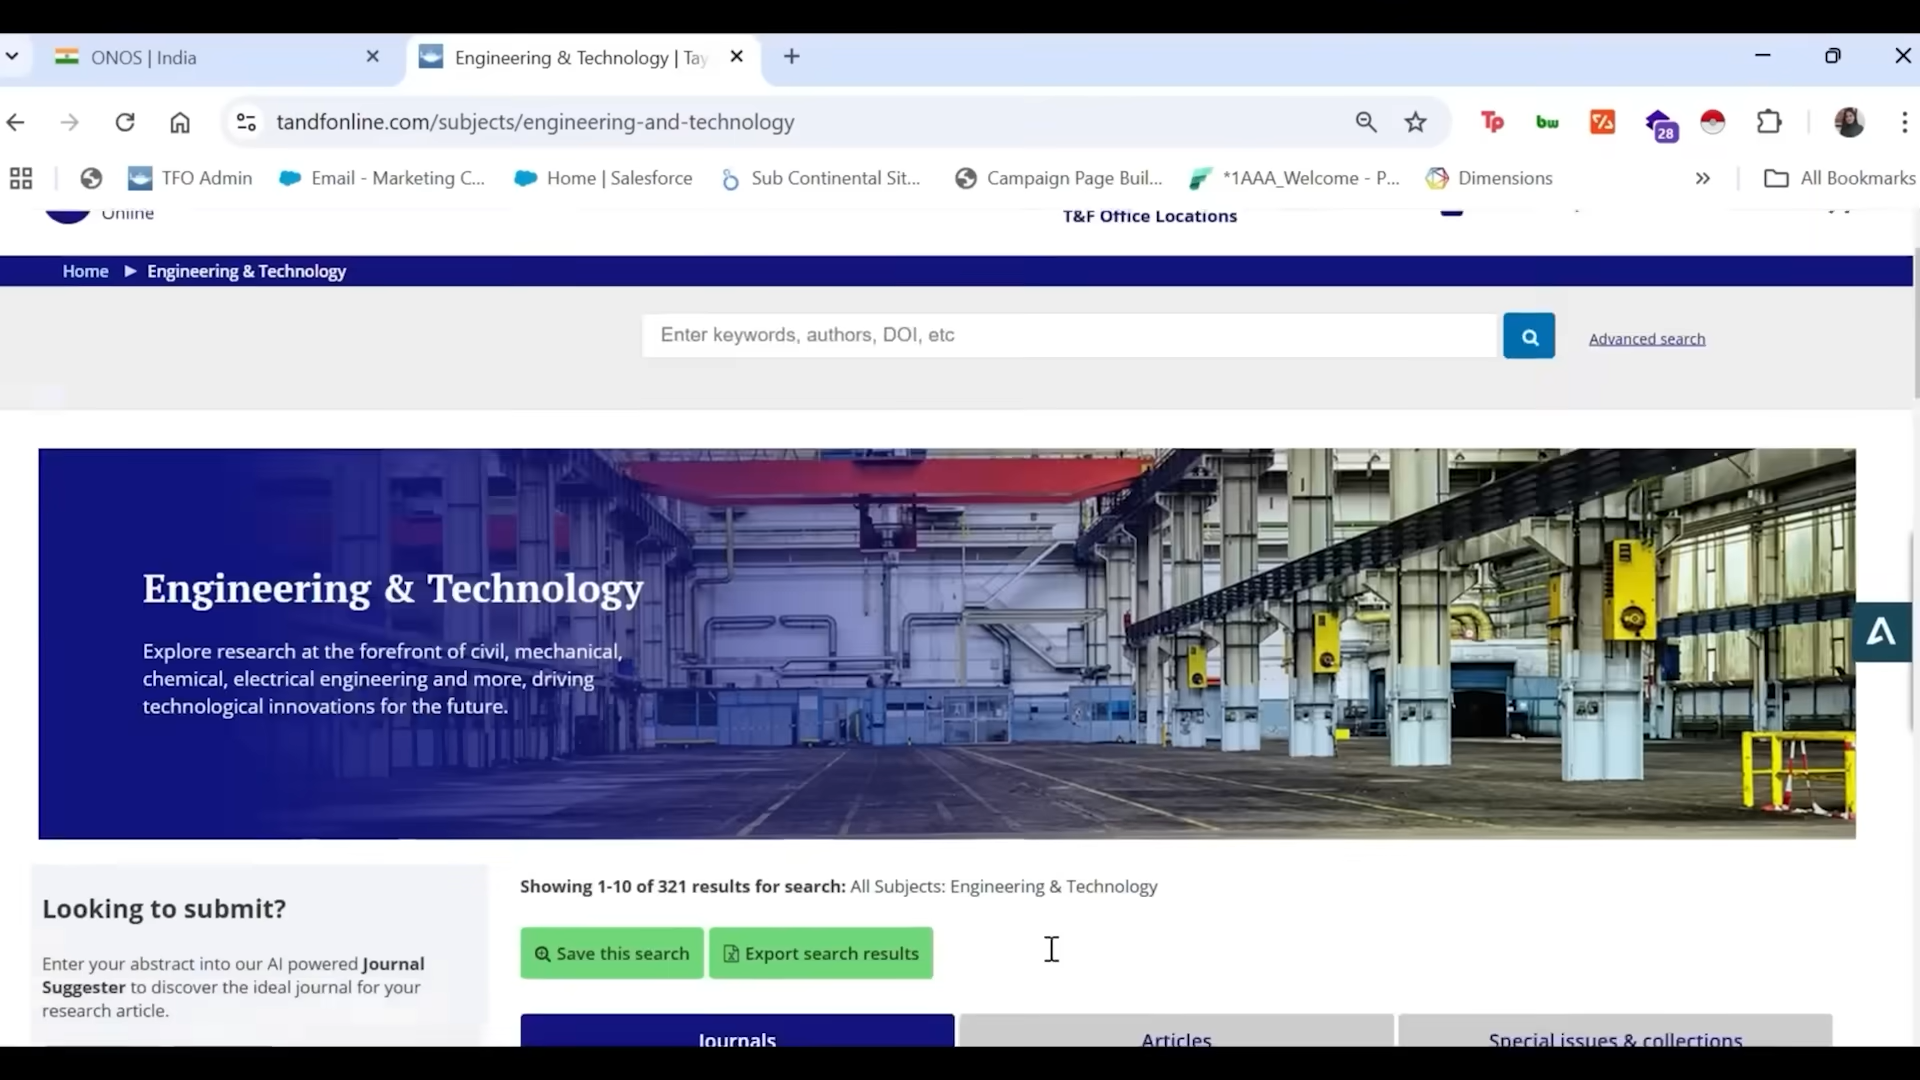 ONOS | India
Engineering & Technology | Tay
tandfonline.com/subjects/engineering-and-technology
Tp
bw
28
TFO Admin
Email - Marketing C...
Home | Salesforce
Sub Continental Sit...
Campaign Page Buil...
*1AAA_Welcome - P...
Dimensions
All Bookmarks
Online
T&F Office Locations
Home
Engineering & Technology
Enter keywords, authors, DOI, etc
Advanced search
Engineering & Technology
Explore research at the forefront of civil, mechanical,
chemical, electrical engineering and more, driving
technological innovations for the future.
Looking to submit?
Enter your abstract into our AI powered Journal
Suggester to discover the ideal journal for your
research article.
Showing 1-10 of 321 results for search: All Subjects: Engineering & Technology
Save this search
Export search results
Journals
Articles
Special issues & collections